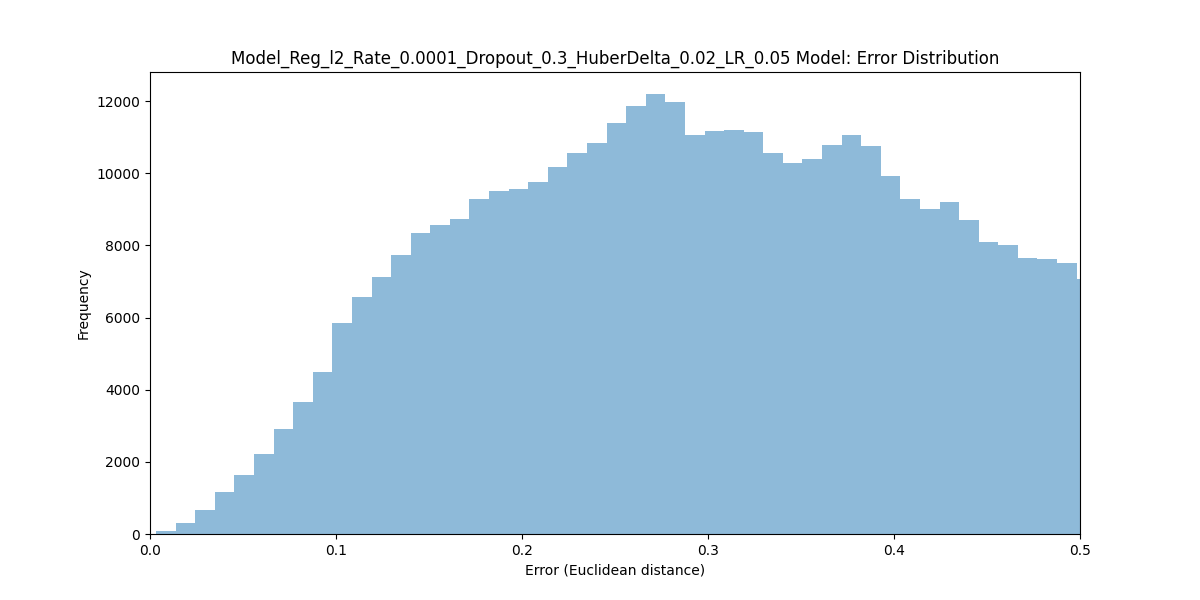 Model_Reg_l2_Rate_0.0001_Dropout_0.3_HuberDelta_0.02_LR_0.05 Model: Error Distribution
12000
10000
8000
6000
4000
2000
0
Frequency
0.0 0.1 0.2 0.3 0.4 0.5
Error (Euclidean distance)